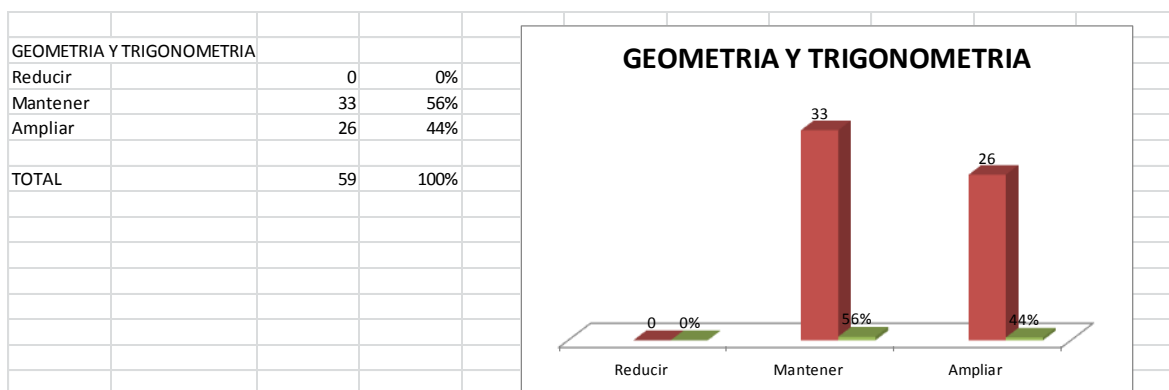 GEOMETRIA Y TRIGONOMETRIA
Reducir 0 0%
Mantener 33 56%
Ampliar 26 44%
TOTAL 59 100%
GEOMETRIA Y TRIGONOMETRIA
33
26
0 0% 56% 44%
Reducir Mantener Ampliar